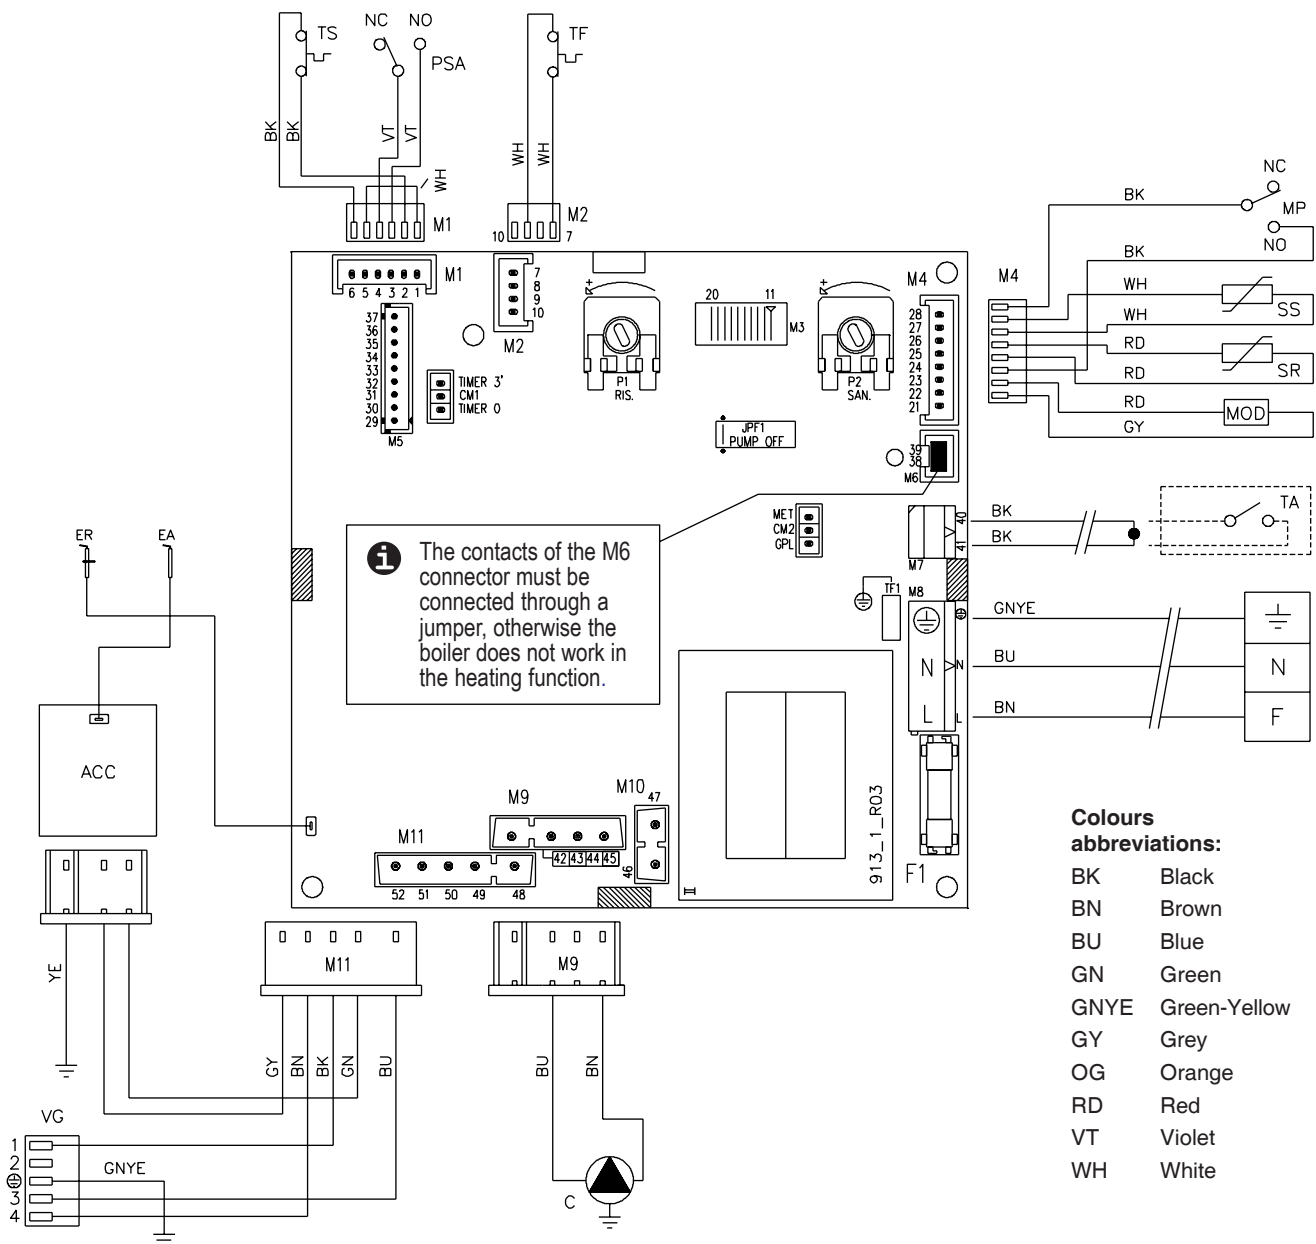 TS
NC NO
PSA
TF
BK
BK
VT
VT
WH
WH
WH
M1
M2
10 7
M1
6 5 4 3 2 1
7
8
9
10
M2
37
36
35
34
33
32
31
30
29
M5
TIMER 3'
CM1
TIMER 0
+
P1
RIS.
20 11
M3
+
P2
SAN.
M4
28
27
26
25
24
23
22
21
JPF1
PUMP OFF
39
38
M6
MET
CM2
GPL
M4
BK
NC
MP
NO
BK
WH
SS
WH
RD
SR
RD
RD
MOD
GY
40
41
M7
BK
BK
TA
TF1
M8
N
L
N
L
GNYE
BU
BN
N
F
ER EA
ACC
i
The contacts of the M6
connector must be
connected through a
jumper, otherwise the
boiler does not work in
the heating function.
M9
42 43 44 45
M10
47
46
M11
52 51 50 49 48
913_1_R03
F1
M11
M9
YE
GY
BN
BK
GN
BU
BU
BN
VG
1
2
3
4
GNYE
C
Colours
abbreviations:
BK Black
BN Brown
BU Blue
GN Green
GNYE Green-Yellow
GY Grey
OG Orange
RD Red
VT Violet
WH White